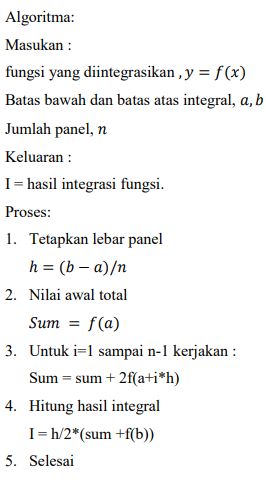 Algoritma:
Masukan :
fungsi yang diintegrasikan , y = f(x)
Batas bawah dan batas atas integral, a, b
Jumlah panel, n
Keluaran :
I = hasil integrasi fungsi.
Proses:
1. Tetapkan lebar panel
h = (b − a)/n
2. Nilai awal total
Sum = f(a)
3. Untuk i=1 sampai n-1 kerjakan :
Sum = sum + 2f(a+i*h)
4. Hitung hasil integral
I = h/2*(sum +f(b))
5. Selesai